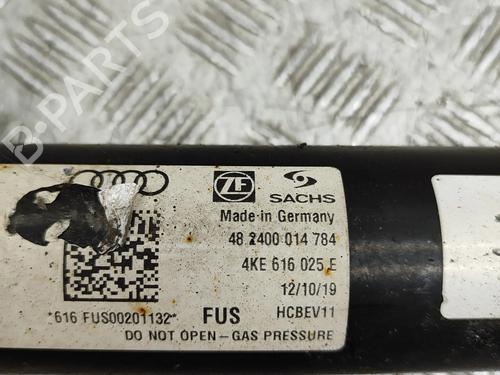 B-Parts
ZF SACHS
Made in Germany
48 2400 014 784
4KE 616 025 E
12/10/19
*616 FUS00201132* FUS HCBEV11
DO NOT OPEN - GAS PRESSURE